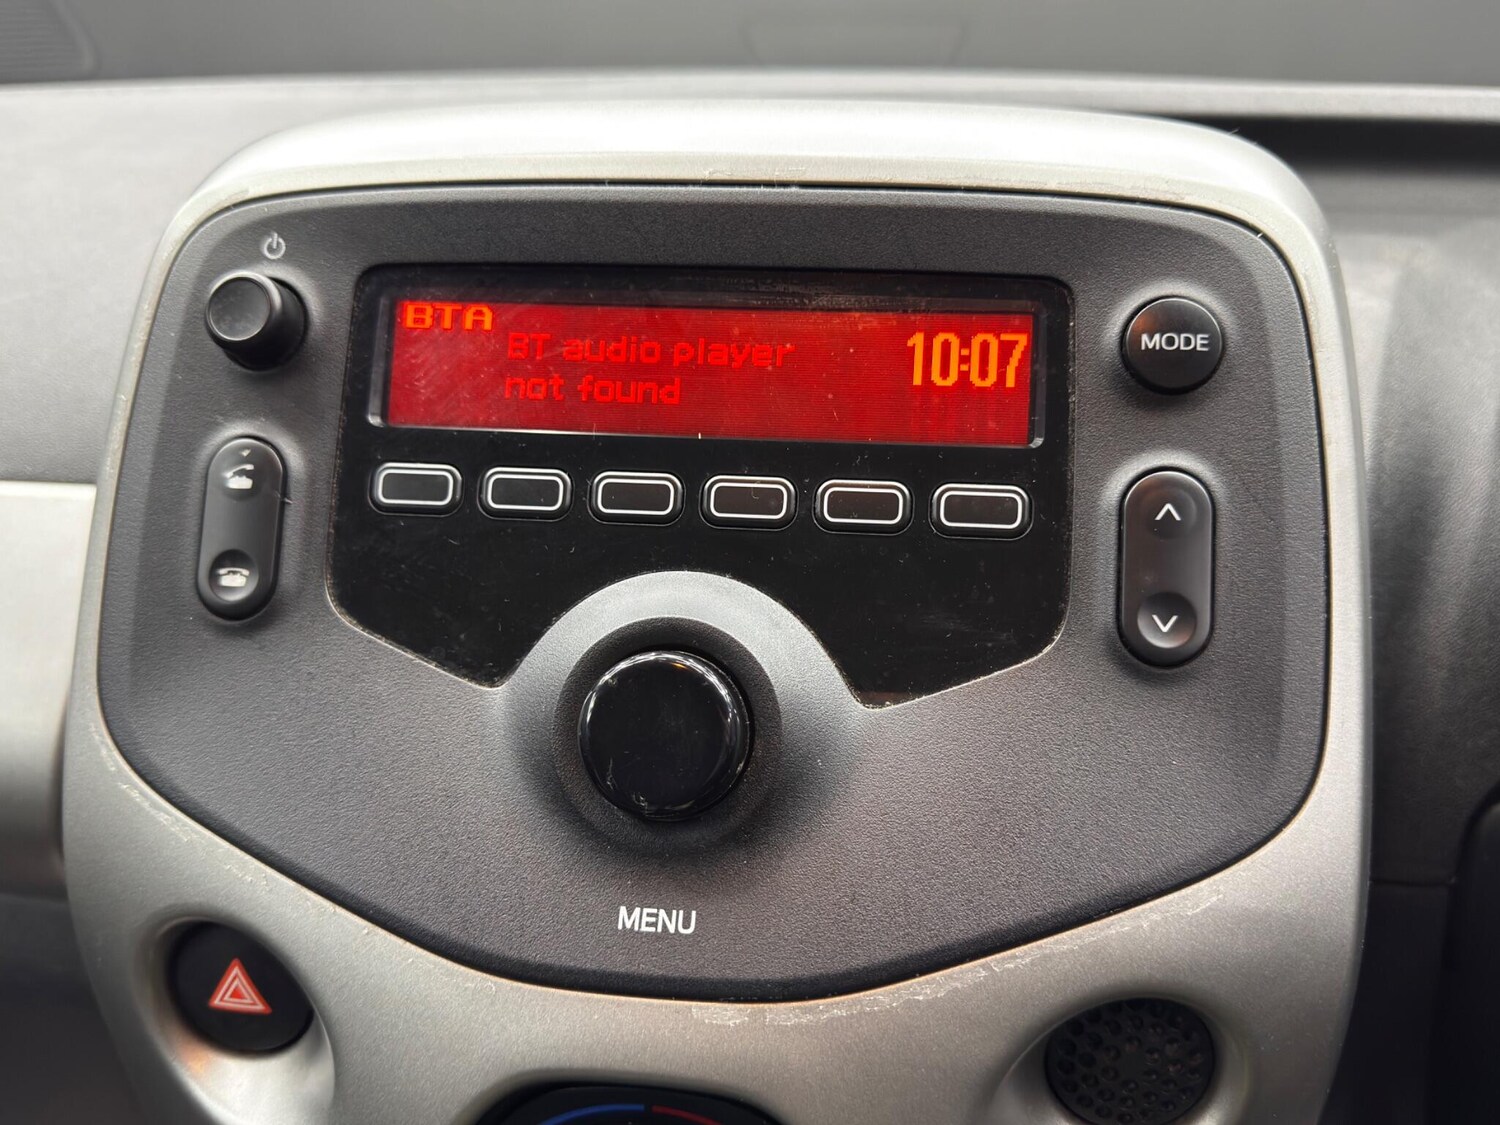 BTA
BT audio player
not found
10:07
MODE
MENU